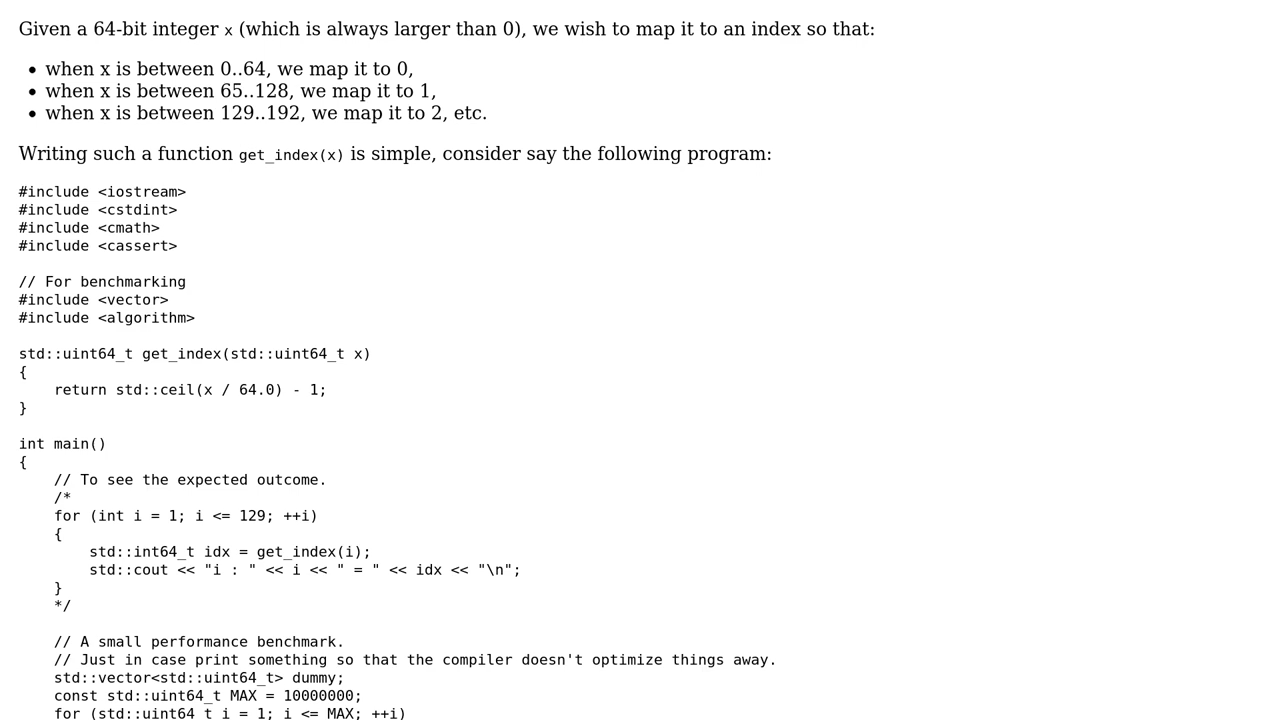 Given a 64-bit integer x (which is always larger than 0), we wish to map it to an index so that:
• when x is between 0..64, we map it to 0,
• when x is between 65..128, we map it to 1,
• when x is between 129..192, we map it to 2, etc.
Writing such a function get_index(x) is simple, consider say the following program:
#include <iostream>
#include <cstdint>
#include <cmath>
#include <cassert>
// For benchmarking
#include <vector>
#include <algorithm>
std::uint64_t get_index(std::uint64_t x)
{
    return std::ceil(x / 64.0) - 1;
}
int main()
{
    // To see the expected outcome.
    /*
    for (int i = 1; i <= 129; ++i)
    {
        std::int64_t idx = get_index(i);
        std::cout << "i : " << i << " = " << idx << "\n";
    }
    */
    // A small performance benchmark.
    // Just in case print something so that the compiler doesn't optimize things away.
    std::vector<std::uint64_t> dummy;
    const std::uint64_t MAX = 10000000;
    for (std::uint64_t i = 1; i <= MAX; ++i)